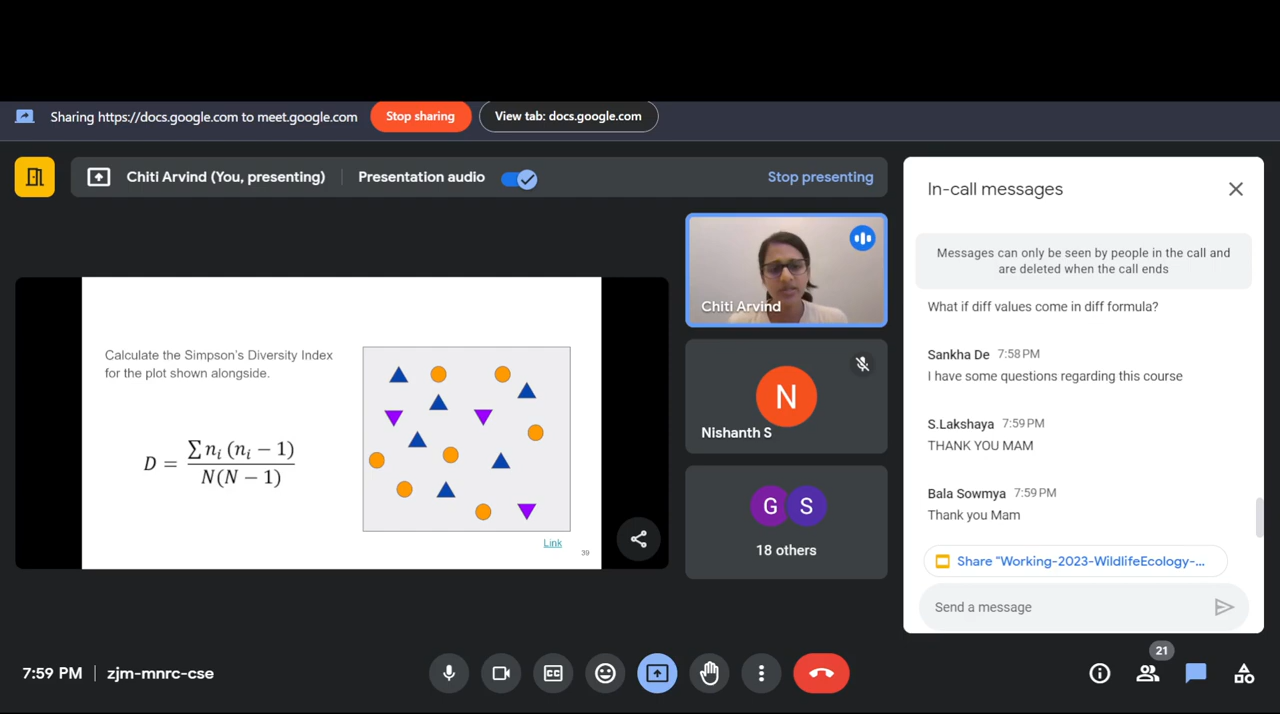 Sharing https://docs.google.com to meet.google.com
Stop sharing
View tab: docs.google.com
Chiti Arvind (You, presenting)
Presentation audio
Stop presenting
Calculate the Simpson's Diversity Index
for the plot shown alongside.
D = ∑ n_i (n_i − 1) / N(N − 1)
Link
39
Chiti Arvind
N
Nishanth S
G S
18 others
In-call messages
Messages can only be seen by people in the call and
are deleted when the call ends
What if diff values come in diff formula?
Sankha De 7:58 PM
I have some questions regarding this course
S.Lakshaya 7:59 PM
THANK YOU MAM
Bala Sowmya 7:59 PM
Thank you Mam
Share "Working-2023-WildlifeEcology-...
Send a message
7:59 PM | zjm-mnrc-cse
CC
21